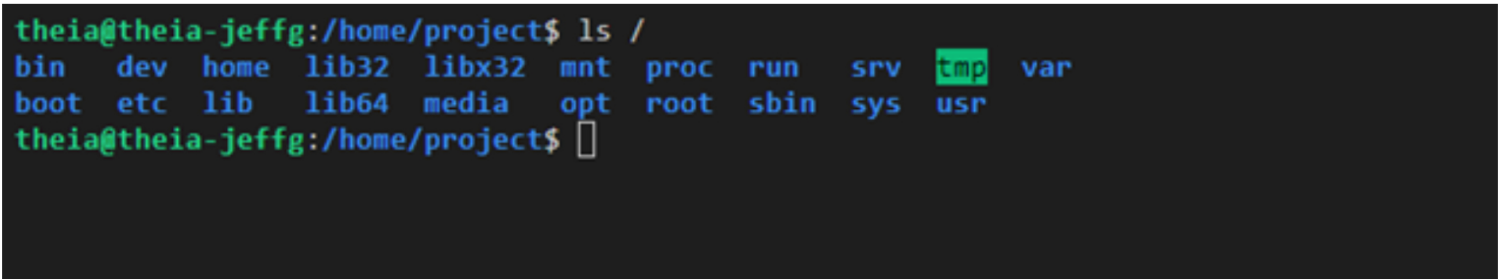 theia@theia-jeffg:/home/project$ ls /
bin   dev  home  lib32  libx32  mnt  proc  run   srv  tmp  var
boot  etc  lib   lib64  media   opt  root  sbin  sys  usr
theia@theia-jeffg:/home/project$